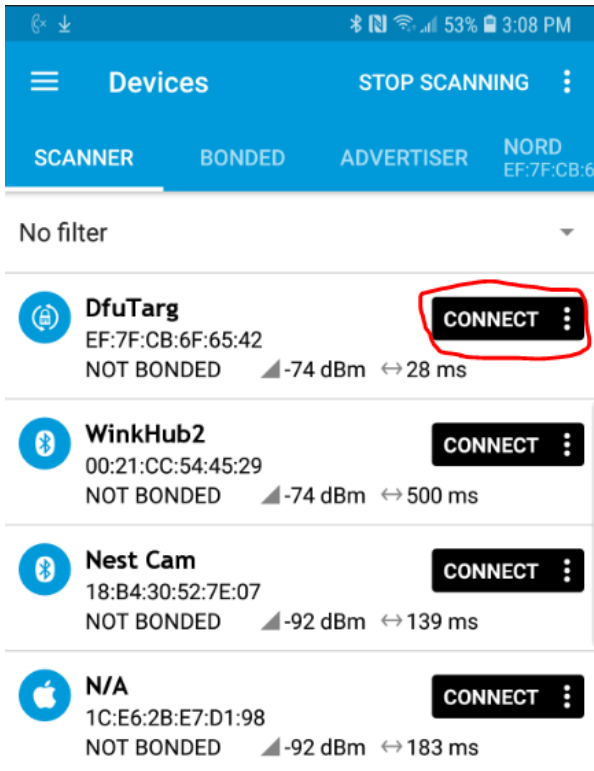 53% 3:08 PM
Devices STOP SCANNING
SCANNER BONDED ADVERTISER NORD
EF:7F:CB:6
No filter
DfuTarg
EF:7F:CB:6F:65:42
CONNECT
NOT BONDED -74 dBm 28 ms
WinkHub2
00:21:CC:54:45:29
CONNECT
NOT BONDED -74 dBm 500 ms
Nest Cam
18:B4:30:52:7E:07
CONNECT
NOT BONDED -92 dBm 139 ms
N/A
1C:E6:2B:E7:D1:98
CONNECT
NOT BONDED -92 dBm 183 ms